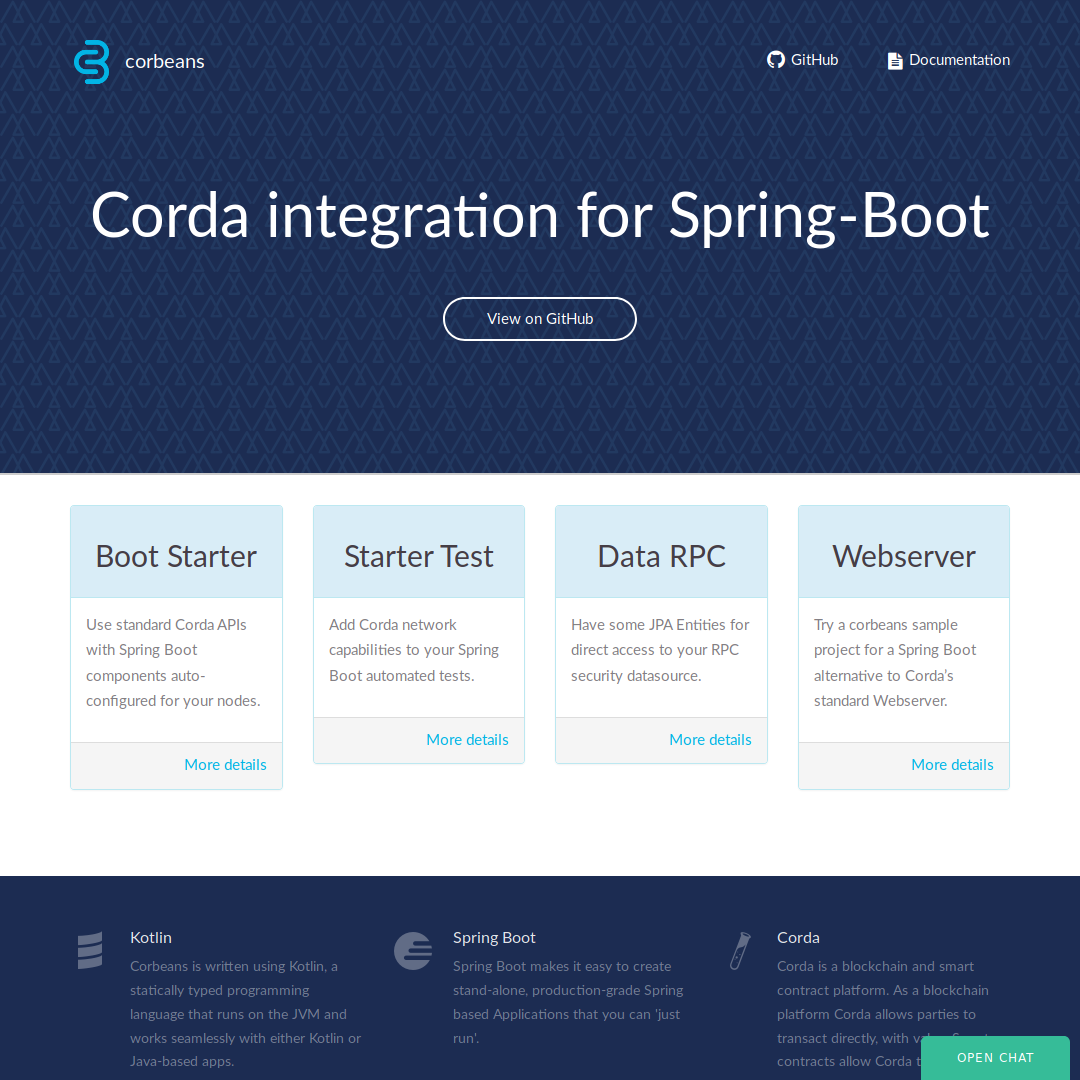 corbeans
GitHub
Documentation
Corda integration for Spring-Boot
View on GitHub
Boot Starter
Use standard Corda APIs
with Spring Boot
components auto-
configured for your nodes.
More details
Starter Test
Add Corda network
capabilities to your Spring
Boot automated tests.
More details
Data RPC
Have some JPA Entities for
direct access to your RPC
security datasource.
More details
Webserver
Try a corbeans sample
project for a Spring Boot
alternative to Corda's
standard Webserver.
More details
Kotlin
Corbeans is written using Kotlin, a
statically typed programming
language that runs on the JVM and
works seamlessly with either Kotlin or
Java-based apps.
Spring Boot
Spring Boot makes it easy to create
stand-alone, production-grade Spring
based Applications that you can 'just
run'.
Corda
Corda is a blockchain and smart
contract platform. As a blockchain
platform Corda allows parties to
transact directly, with
contracts allow Corda
OPEN CHAT